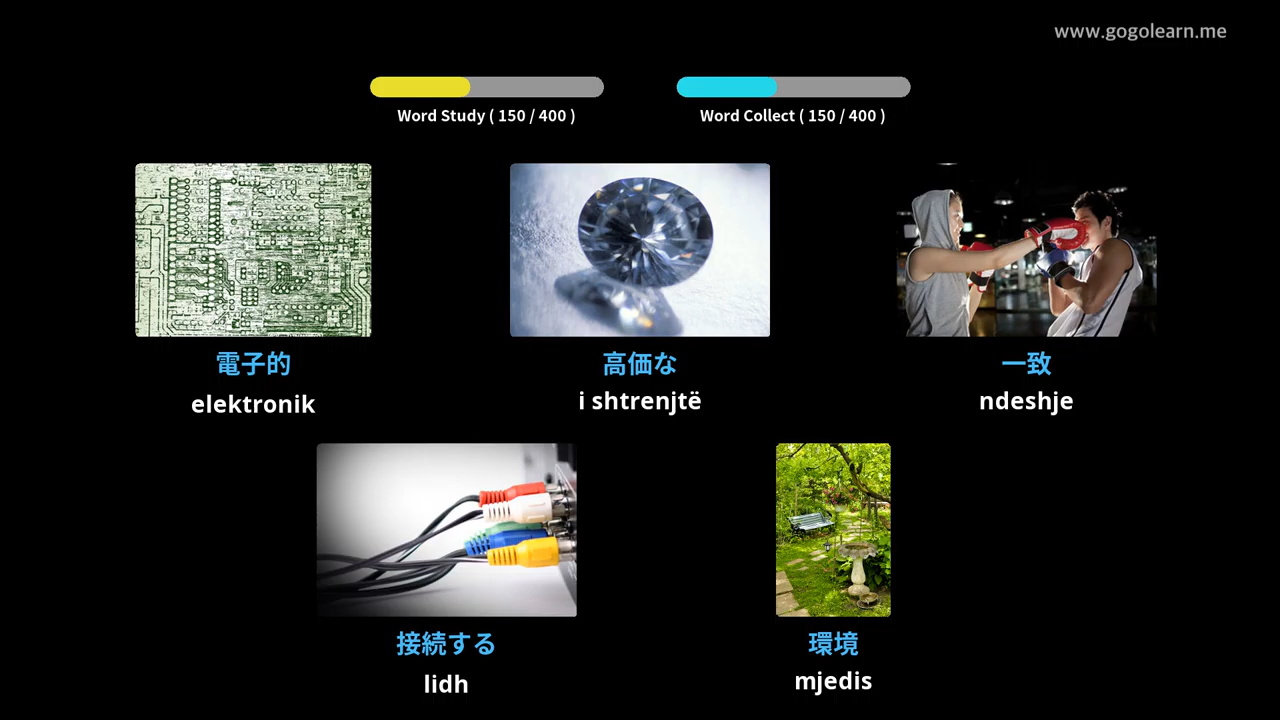 www.gogolearn.me
Word Study ( 150 / 400 )
Word Collect ( 150 / 400 )
電子的
elektronik
高価な
i shtrenjtë
一致
ndeshje
接続する
lidh
環境
mjedis